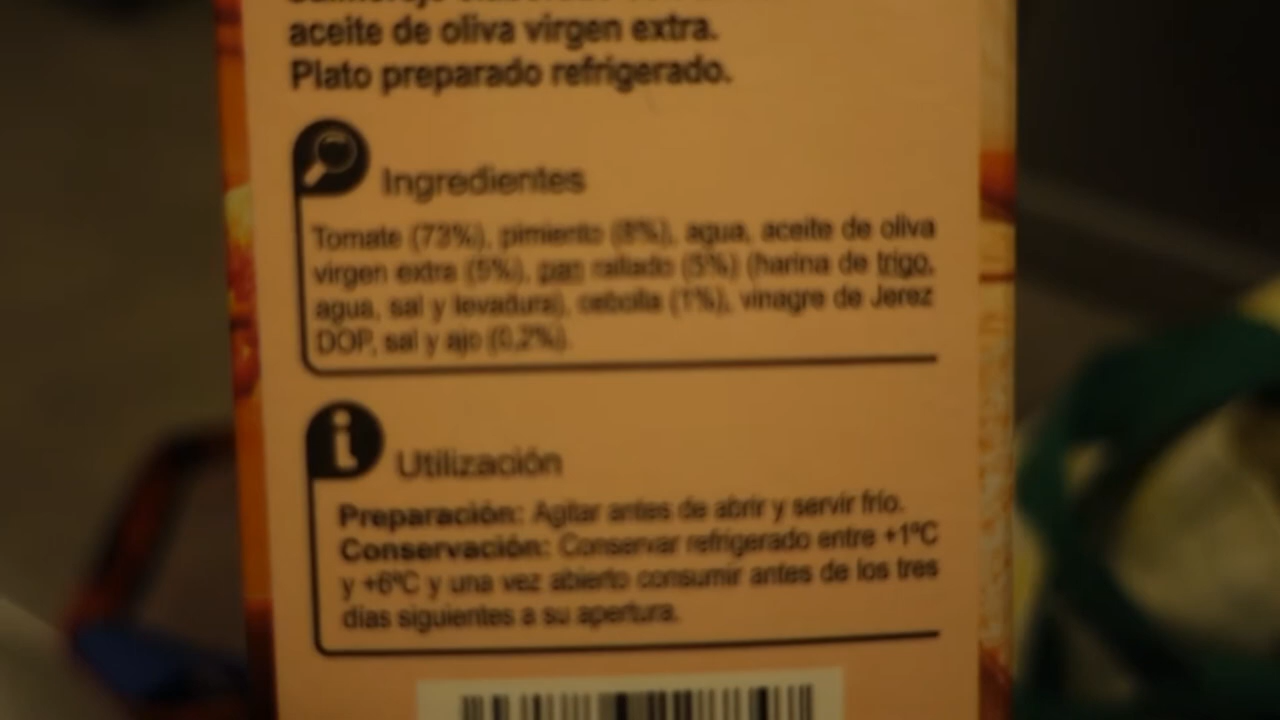 aceite de oliva virgen extra.
Plato preparado refrigerado.
Ingredientes
Tomate (73%), pimiento (8%), agua, aceite de oliva
virgen extra (5%), pan rallado (5%) (harina de trigo,
agua, sal y levadura), cebolla (1%), vinagre de Jerez
DOP, sal y ajo (0,2%).
Utilización
Preparación: Agitar antes de abrir y servir frío.
Conservación: Conservar refrigerado entre +1ºC
y +6ºC y una vez abierto consumir antes de los tres
días siguientes a su apertura.